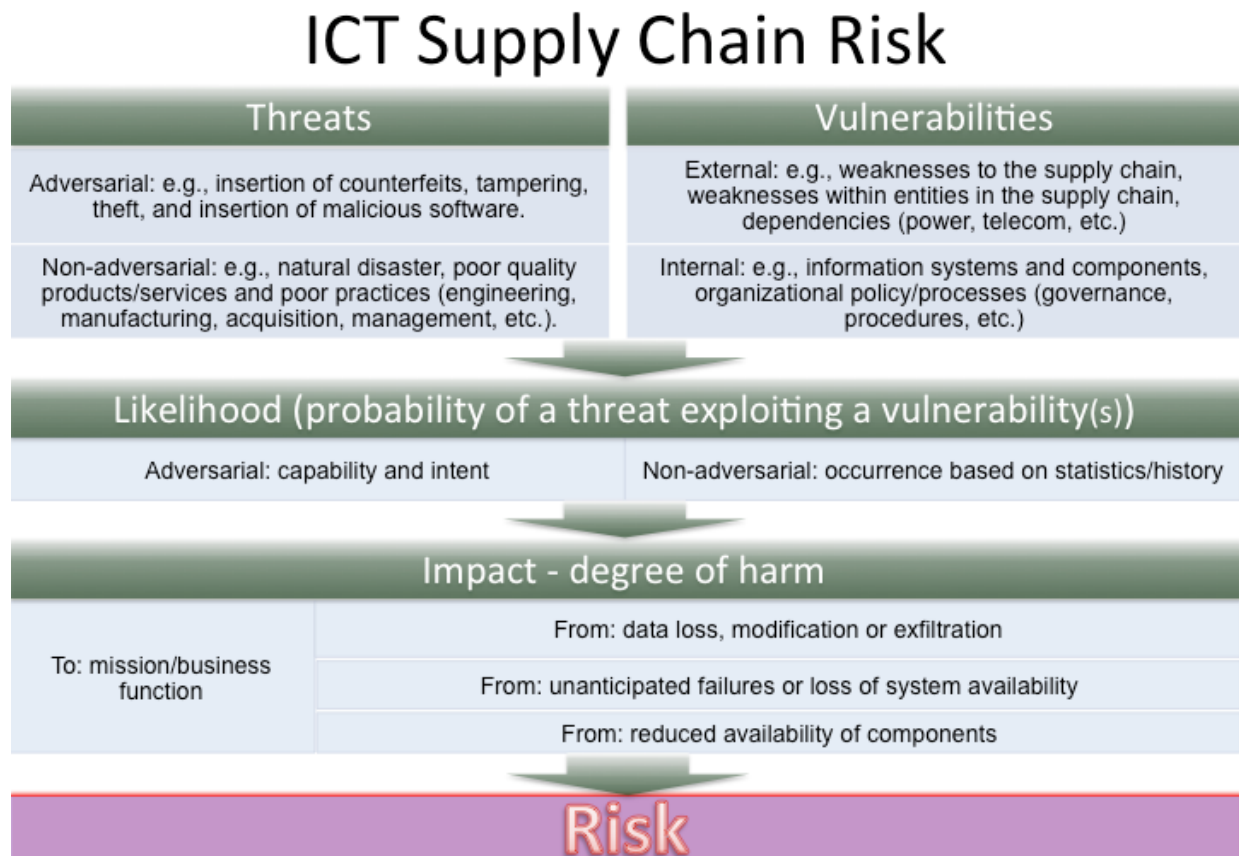 ICT Supply Chain Risk
Threats
Adversarial: e.g., insertion of counterfeits, tampering,
theft, and insertion of malicious software.
Non-adversarial: e.g., natural disaster, poor quality
products/services and poor practices (engineering,
manufacturing, acquisition, management, etc.).
Vulnerabilities
External: e.g., weaknesses to the supply chain,
weaknesses within entities in the supply chain,
dependencies (power, telecom, etc.)
Internal: e.g., information systems and components,
organizational policy/processes (governance,
procedures, etc.)
Likelihood (probability of a threat exploiting a vulnerability(s))
Adversarial: capability and intent
Non-adversarial: occurrence based on statistics/history
Impact - degree of harm
To: mission/business
function
From: data loss, modification or exfiltration
From: unanticipated failures or loss of system availability
From: reduced availability of components
Risk